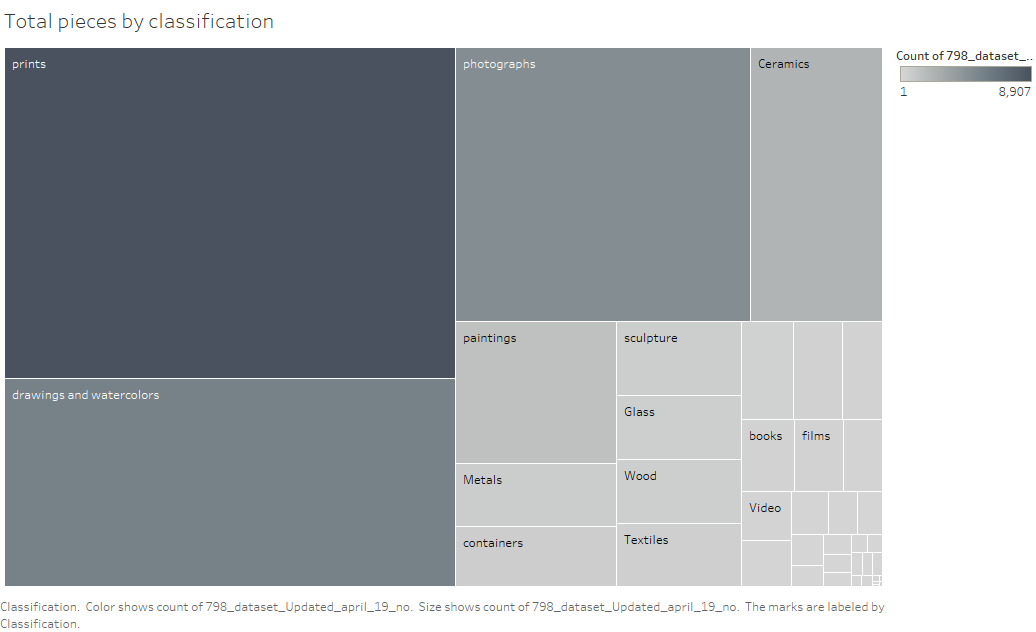 Total pieces by classification
Count of 798_dataset_..
1 8,907
prints
photographs
Ceramics
drawings and watercolors
paintings
sculpture
Glass
books
films
Metals
Wood
Video
containers
Textiles
Classification.  Color shows count of 798_dataset_Updated_april_19_no.  Size shows count of 798_dataset_Updated_april_19_no.  The marks are labeled by
Classification.